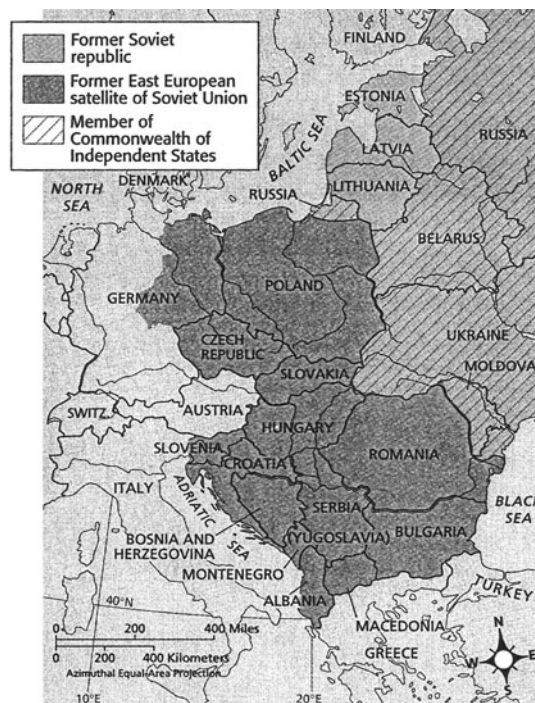 Former Soviet
republic
Former East European
satellite of Soviet Union
Member of
Commonwealth of
Independent States
FINLAND
ESTONIA
BALTIC SEA
LATVIA
RUSSIA
NORTH
SEA
DENMARK
RUSSIA
LITHUANIA
BELARUS
GERMANY
POLAND
CZECH
REPUBLIC
UKRAINE
SLOVAKIA
MOLDOVA
SWITZ.
AUSTRIA
HUNGARY
SLOVENIA
CROATIA
ROMANIA
ITALY
ADRIATIC SEA
SERBIA
BLACK
SEA
BOSNIA AND
HERZEGOVINA
(YUGOSLAVIA)
BULGARIA
MONTENEGRO
ALBANIA
TURKEY
MACEDONIA
GREECE
40°N
0 200 400 Miles
0 200 400 Kilometers
Azimuthal Equal-Area Projection
10°E
20°E
N
W E
S